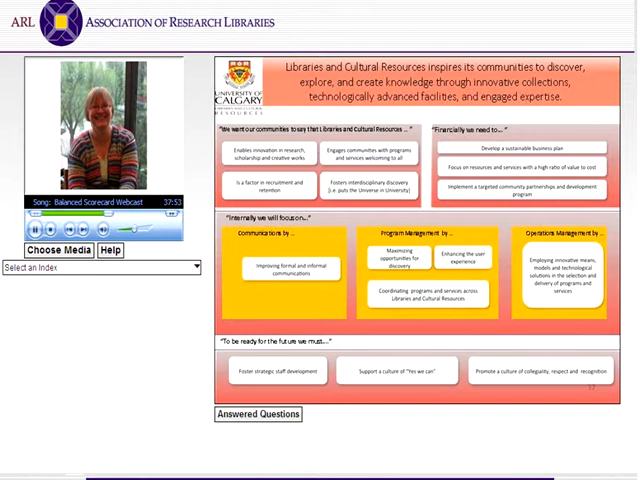 ARL ASSOCIATION OF RESEARCH LIBRARIES
Song: Balanced Scorecard Webcast 37:53
Choose Media Help
Select an Index
UNIVERSITY OF
CALGARY
LIBRARIES AND CULTURAL
RESOURCES
Libraries and Cultural Resources inspires its communities to discover,
explore, and create knowledge through innovative collections,
technologically advanced facilities, and engaged expertise.
"We want our communities to say that Libraries and Cultural Resources ... "
Enables innovation in research,
scholarship and creative works
Engages communities with programs
and services welcoming to all
Is a factor in recruitment and
retention
Fosters interdisciplinary discovery
(i.e. puts the Universe in University)
"Financially we need to... "
Develop a sustainable business plan
Focus on resources and services with a high ratio of value to cost
Implement a targeted community partnerships and development
program
"Internally we will focus on..."
Communications by ...
Improving formal and informal
communications
Program Management by ...
Maximizing
opportunities for
discovery
Enhancing the user
experience
Coordinating programs and services across
Libraries and Cultural Resources
Operations Management by ...
Employing innovative means,
models and technological
solutions in the selection and
delivery of programs and
services
"To be ready for the future we must...."
Foster strategic staff development
Support a culture of "Yes we can"
Promote a culture of collegiality, respect and recognition
17
Answered Questions